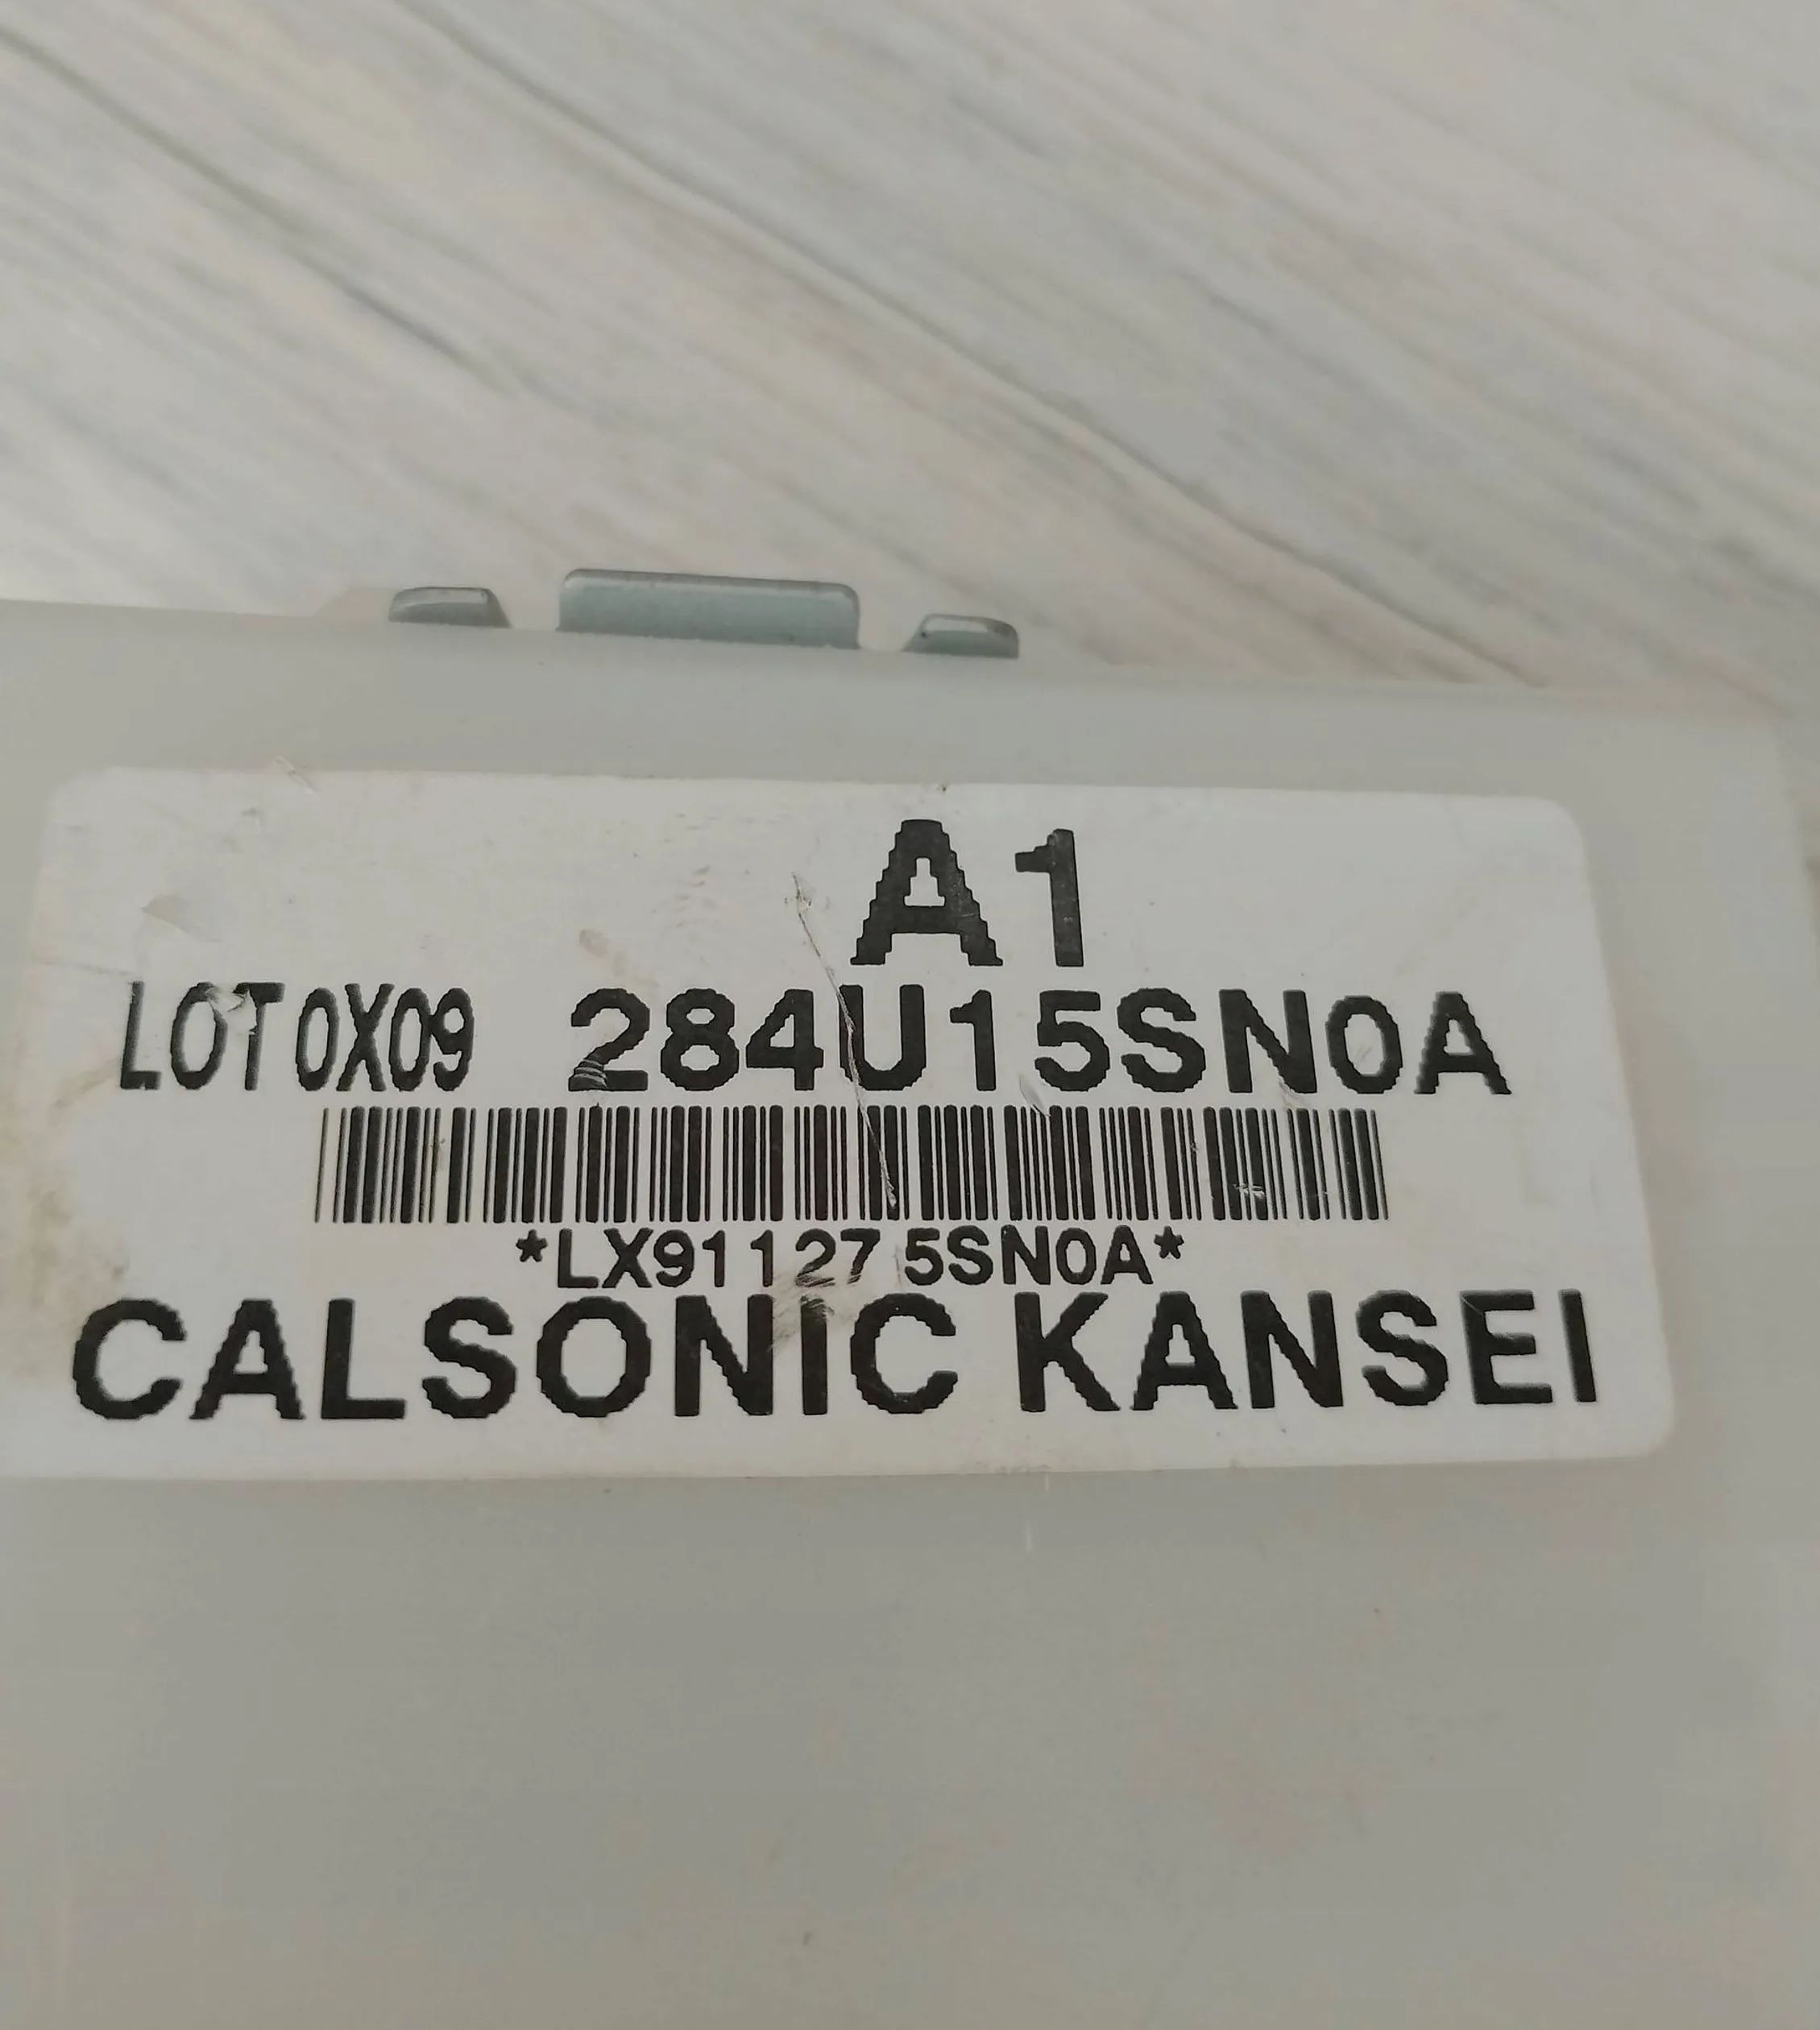 A1
LOT 0X09 284U15SN0A
*LX91127 5SN0A*
CALSONIC KANSEI